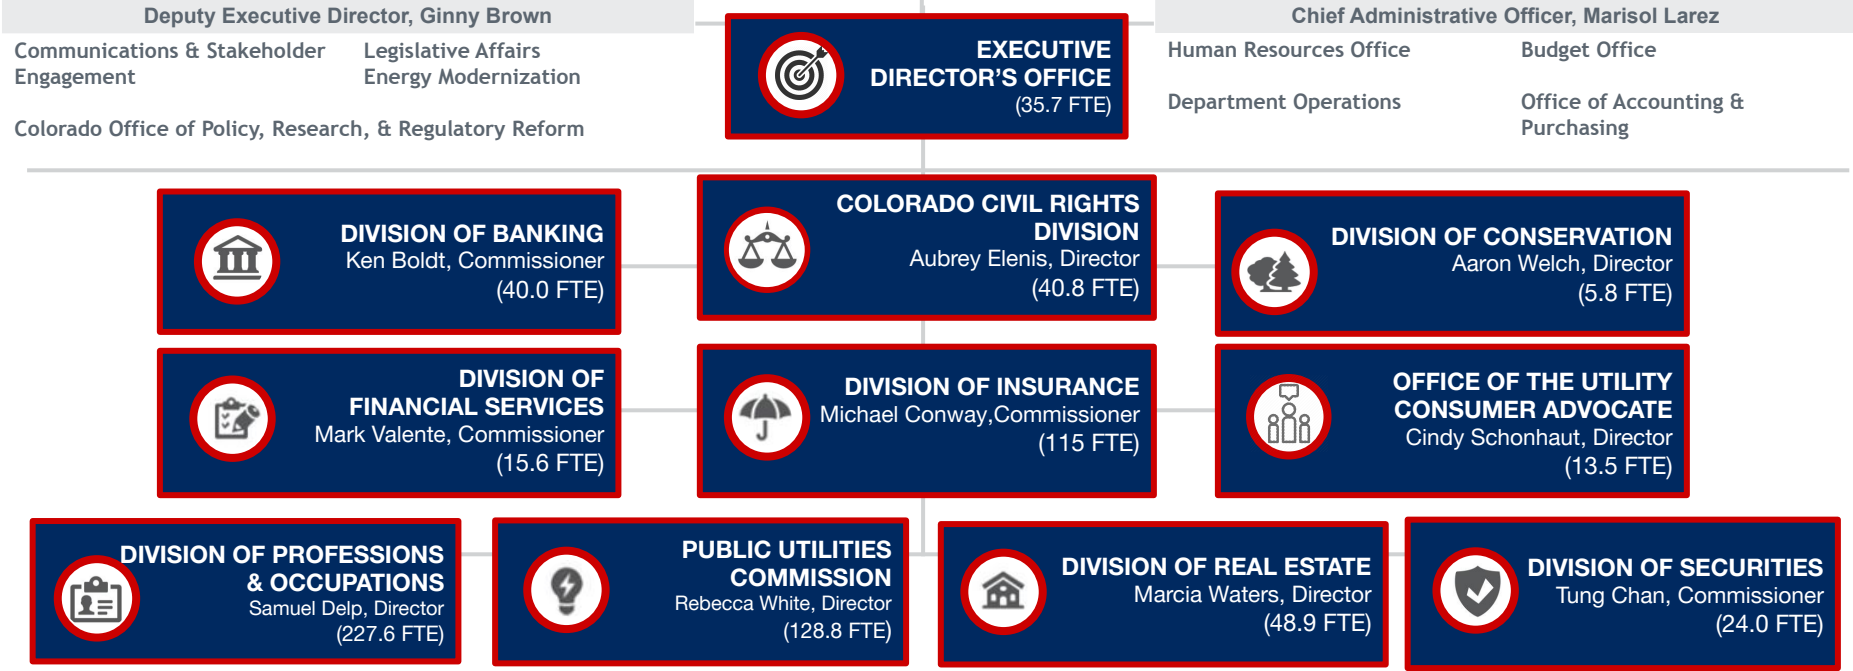 Deputy Executive Director, Ginny Brown
Communications & Stakeholder
Engagement
Legislative Affairs
Energy Modernization
Colorado Office of Policy, Research, & Regulatory Reform
EXECUTIVE
DIRECTOR'S OFFICE
(35.7 FTE)
Chief Administrative Officer, Marisol Larez
Human Resources Office
Budget Office
Department Operations
Office of Accounting &
Purchasing
DIVISION OF BANKING
Ken Boldt, Commissioner
(40.0 FTE)
COLORADO CIVIL RIGHTS
DIVISION
Aubrey Elenis, Director
(40.8 FTE)
DIVISION OF CONSERVATION
Aaron Welch, Director
(5.8 FTE)
DIVISION OF
FINANCIAL SERVICES
Mark Valente, Commissioner
(15.6 FTE)
DIVISION OF INSURANCE
Michael Conway,Commissioner
(115 FTE)
OFFICE OF THE UTILITY
CONSUMER ADVOCATE
Cindy Schonhaut, Director
(13.5 FTE)
DIVISION OF PROFESSIONS
& OCCUPATIONS
Samuel Delp, Director
(227.6 FTE)
PUBLIC UTILITIES
COMMISSION
Rebecca White, Director
(128.8 FTE)
DIVISION OF REAL ESTATE
Marcia Waters, Director
(48.9 FTE)
DIVISION OF SECURITIES
Tung Chan, Commissioner
(24.0 FTE)